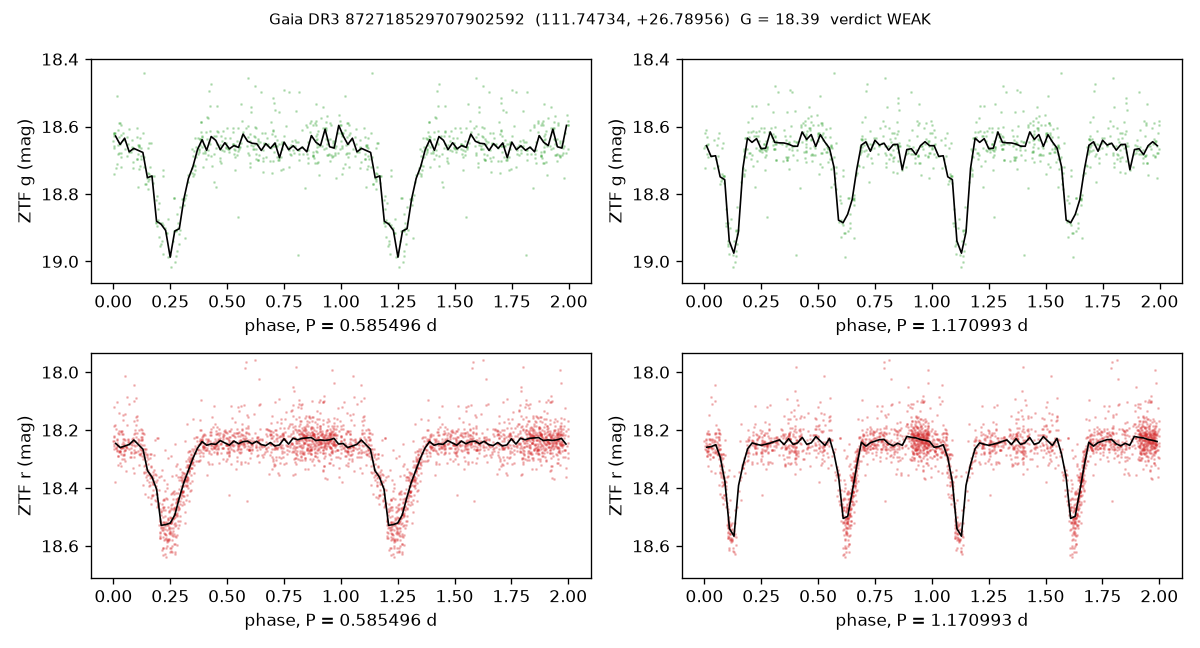 Gaia DR3 872718529707902592 (111.74734, +26.78956) G = 18.39 verdict WEAK
ZTF g (mag)
18.4
18.6
18.8
19.0
0.00 0.25 0.50 0.75 1.00 1.25 1.50 1.75 2.00
phase, P = 0.585496 d
ZTF g (mag)
18.4
18.6
18.8
19.0
0.00 0.25 0.50 0.75 1.00 1.25 1.50 1.75 2.00
phase, P = 1.170993 d
ZTF r (mag)
18.0
18.2
18.4
18.6
0.00 0.25 0.50 0.75 1.00 1.25 1.50 1.75 2.00
phase, P = 0.585496 d
ZTF r (mag)
18.0
18.2
18.4
18.6
0.00 0.25 0.50 0.75 1.00 1.25 1.50 1.75 2.00
phase, P = 1.170993 d